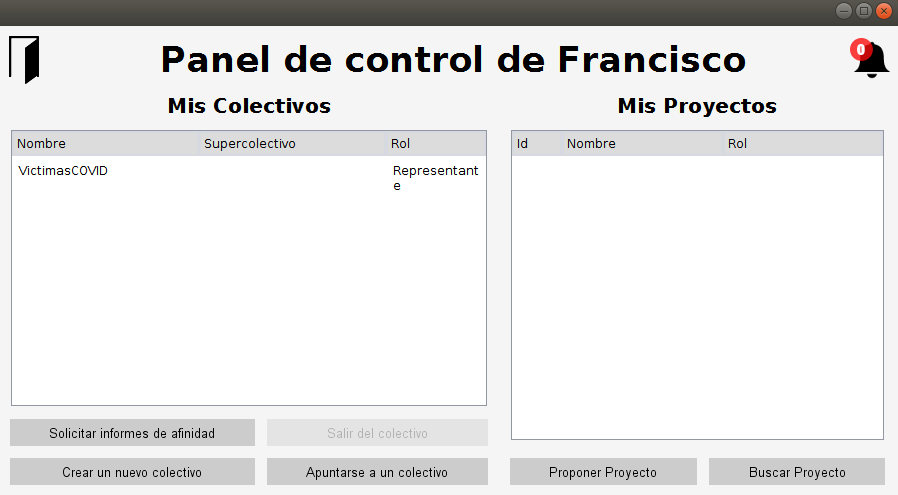 Panel de control de Francisco
0
Mis Colectivos
Mis Proyectos
Nombre Supercolectivo Rol
VictimasCOVID Representant
e
Id Nombre Rol
Solicitar informes de afinidad
Salir del colectivo
Crear un nuevo colectivo
Apuntarse a un colectivo
Proponer Proyecto
Buscar Proyecto